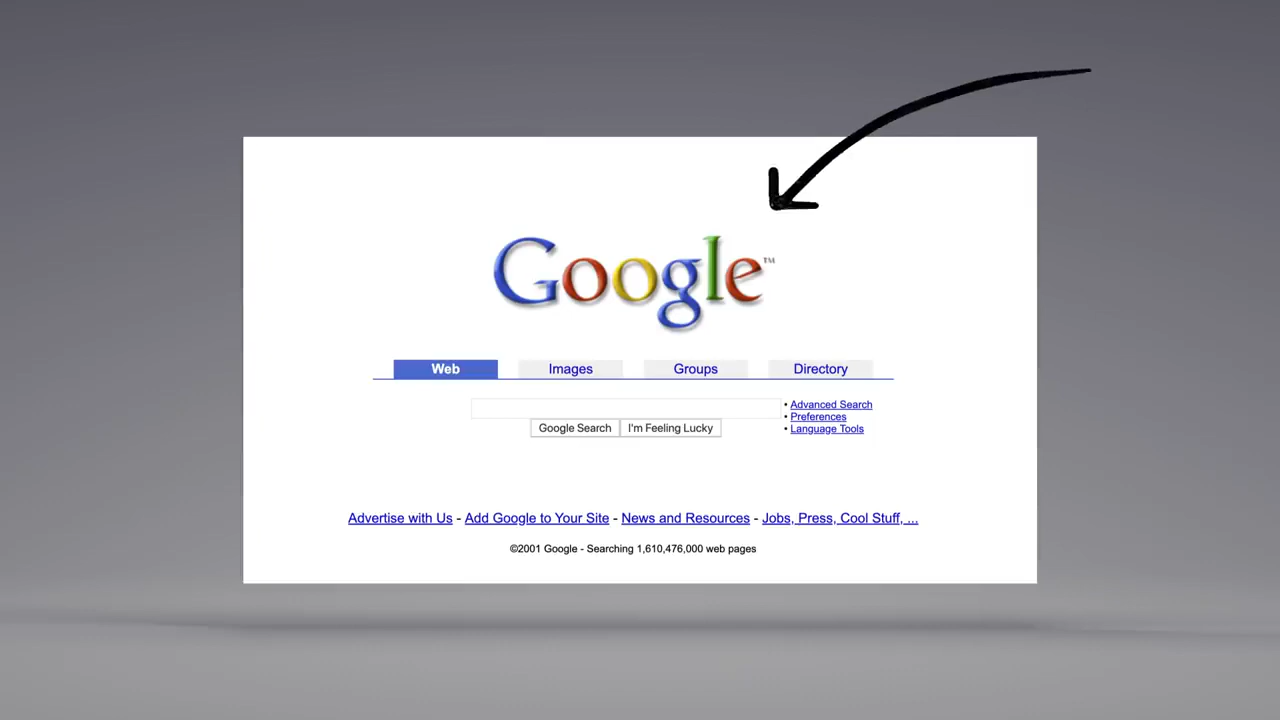 Google™
Web Images Groups Directory
• Advanced Search
• Preferences
• Language Tools
Google Search I'm Feeling Lucky
Advertise with Us - Add Google to Your Site - News and Resources - Jobs, Press, Cool Stuff, ...
©2001 Google - Searching 1,610,476,000 web pages